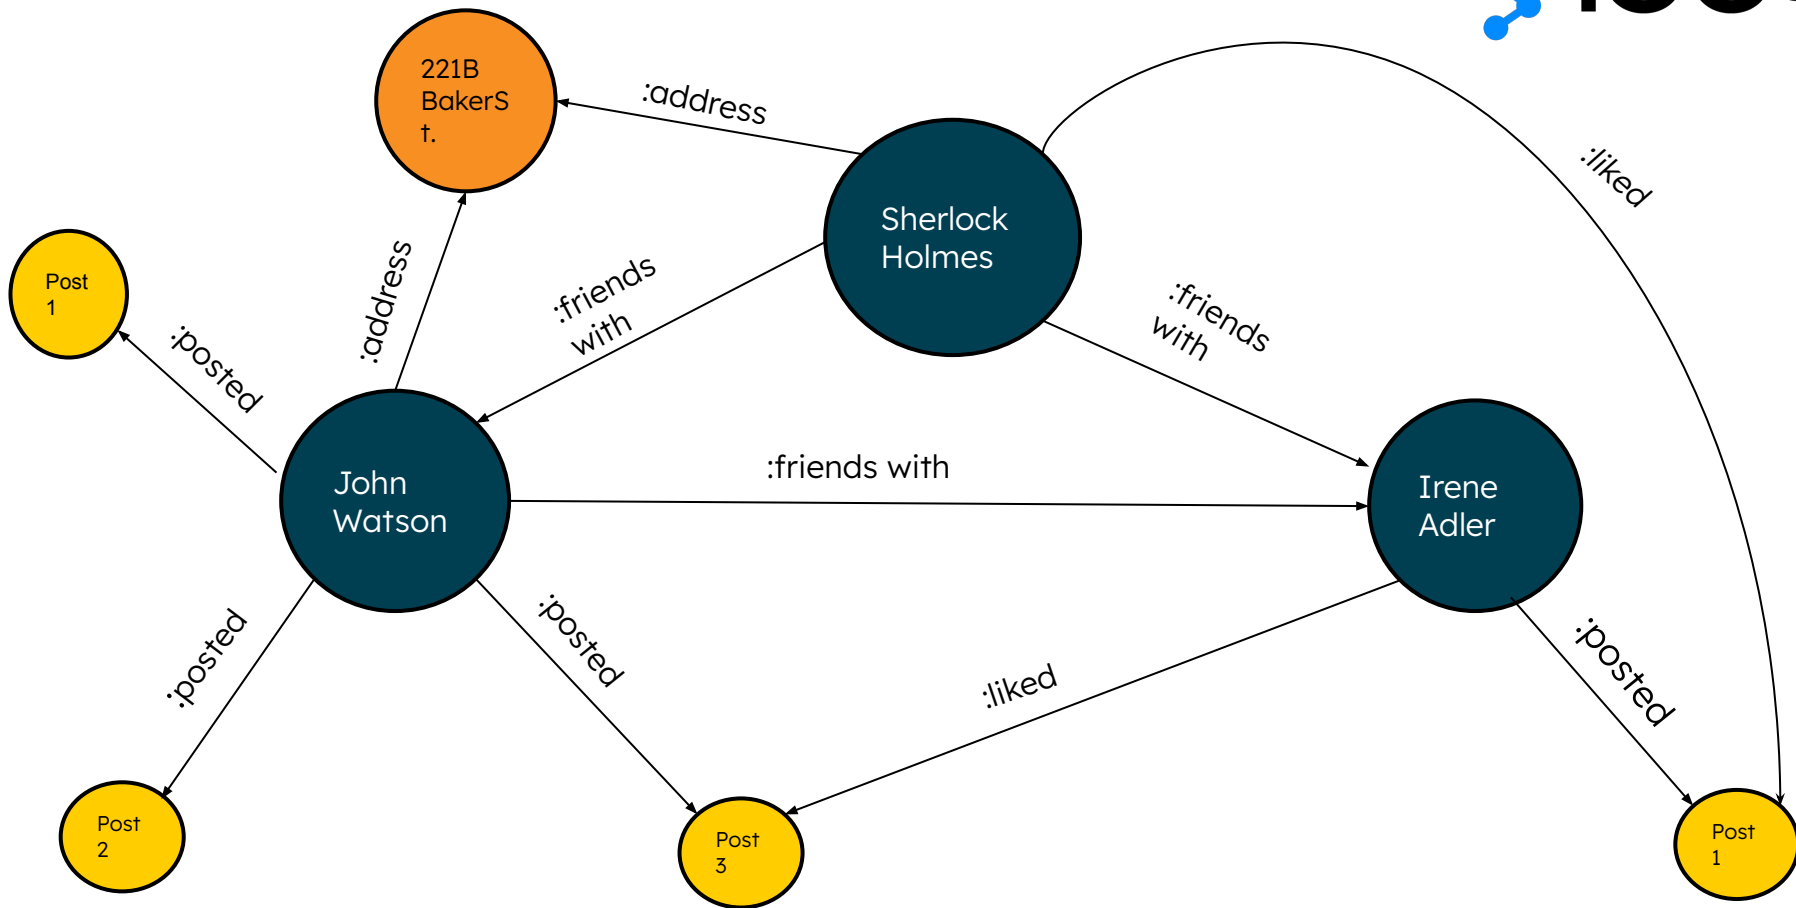 221B
BakerS
t.
:address
Sherlock
Holmes
:liked
Post
1
:posted
:address
:friends
with
:friends
with
John
Watson
:friends with
Irene
Adler
:posted
:posted
:liked
:posted
Post
2
Post
3
Post
1